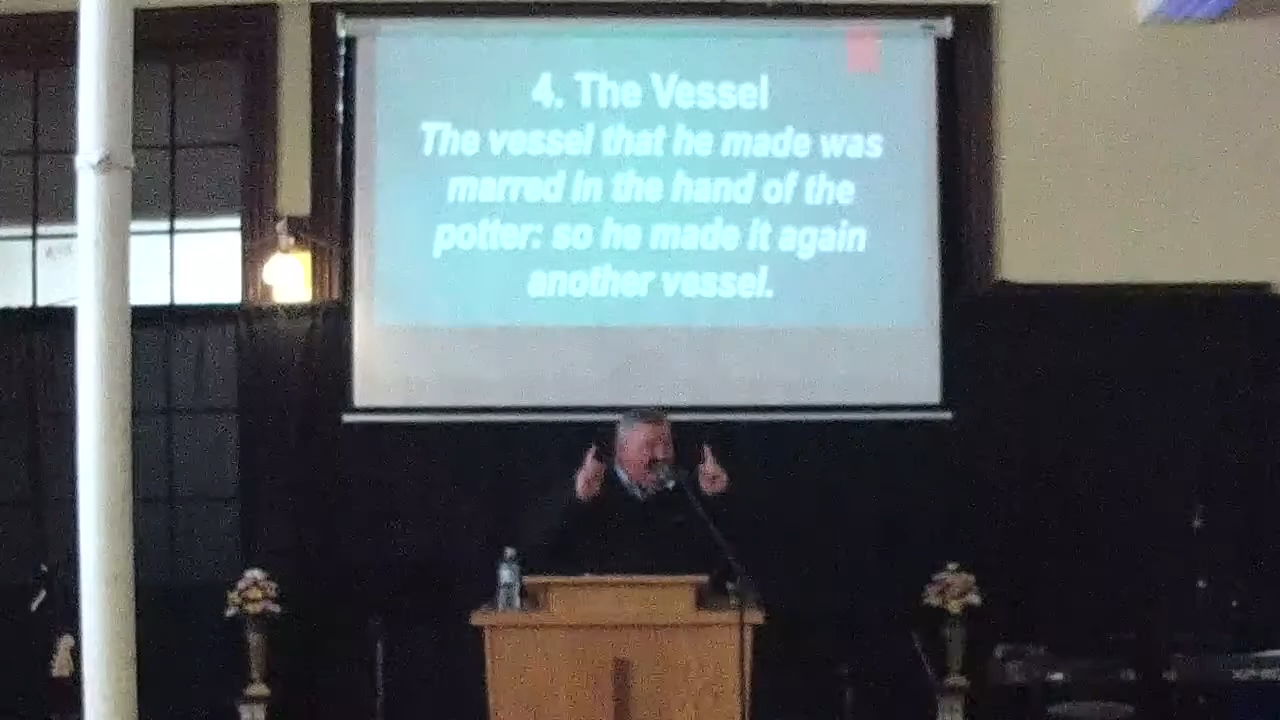 4. The Vessel
The vessel that he made was
marred in the hand of the
potter: so he made it again
another vessel.